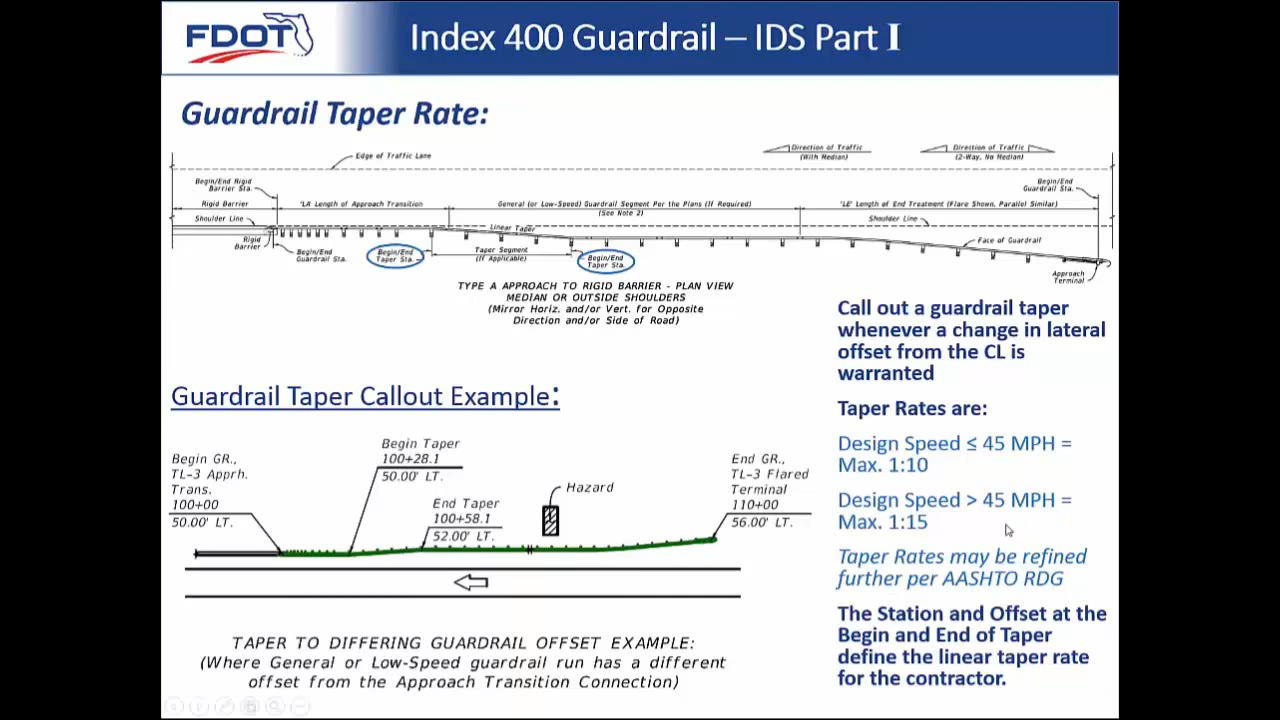 FDOT
Index 400 Guardrail – IDS Part I
Guardrail Taper Rate:
Edge of Traffic Lane
Direction of Traffic
(With Median)
Direction of Traffic
(2-Way, No Median)
Begin/End Rigid
Barrier Sta.
Begin/End
Guardrail Sta.
Rigid Barrier
"LA" Length of Approach Transition
General (or Low-Speed) Guardrail Segment Per the Plans (If Required)
(See Note 2)
"LE" Length of End Treatment (Flare Shown, Parallel Similar)
Shoulder Line
Shoulder Line
Linear Taper
Rigid
Barrier
Begin/End
Guardrail Sta.
Begin/End
Taper Sta.
Taper Segment
(If Applicable)
Begin/End
Taper Sta.
Face of Guardrail
Approach
Terminal
TYPE A APPROACH TO RIGID BARRIER - PLAN VIEW
MEDIAN OR OUTSIDE SHOULDERS
(Mirror Horiz. and/or Vert. for Opposite
Direction and/or Side of Road)
Call out a guardrail taper
whenever a change in lateral
offset from the CL is
warranted
Taper Rates are:
Design Speed ≤ 45 MPH =
Max. 1:10
Design Speed > 45 MPH =
Max. 1:15
Taper Rates may be refined
further per AASHTO RDG
The Station and Offset at the
Begin and End of Taper
define the linear taper rate
for the contractor.
Guardrail Taper Callout Example:
Begin GR.,
TL-3 Apprh.
Trans.
100+00
50.00' LT.
Begin Taper
100+28.1
50.00' LT.
End Taper
100+58.1
52.00' LT.
Hazard
End GR.,
TL-3 Flared
Terminal
110+00
56.00' LT.
TAPER TO DIFFERING GUARDRAIL OFFSET EXAMPLE:
(Where General or Low-Speed guardrail run has a different
offset from the Approach Transition Connection)